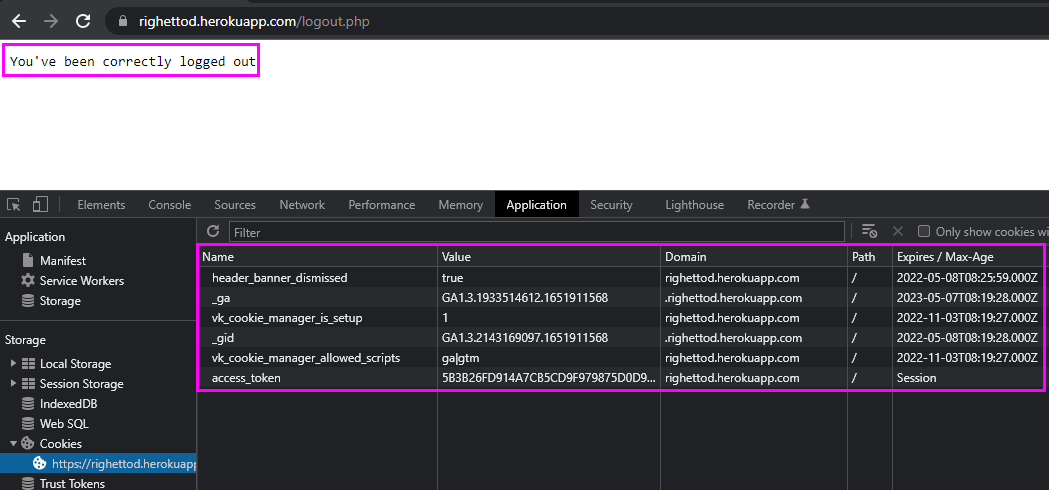 righettod.herokuapp.com/logout.php
You've been correctly logged out
Elements Console Sources Network Performance Memory Application Security Lighthouse Recorder
Application
Filter
Only show cookies wi
Manifest
Service Workers
Storage
Storage
Local Storage
Session Storage
IndexedDB
Web SQL
Cookies
https://righettod.herokuapp
Trust Tokens
Name Value Domain Path Expires / Max-Age
header_banner_dismissed true righettod.herokuapp.com / 2022-05-08T08:25:59.000Z
_ga GA1.3.1933514612.1651911568 .righettod.herokuapp.com / 2023-05-07T08:19:28.000Z
vk_cookie_manager_is_setup 1 righettod.herokuapp.com / 2022-11-03T08:19:27.000Z
_gid GA1.3.2143169097.1651911568 .righettod.herokuapp.com / 2022-05-08T08:19:28.000Z
vk_cookie_manager_allowed_scripts ga|gtm righettod.herokuapp.com / 2022-11-03T08:19:27.000Z
access_token 5B3B26FD914A7CB5CD9F979875D0D9... righettod.herokuapp.com / Session